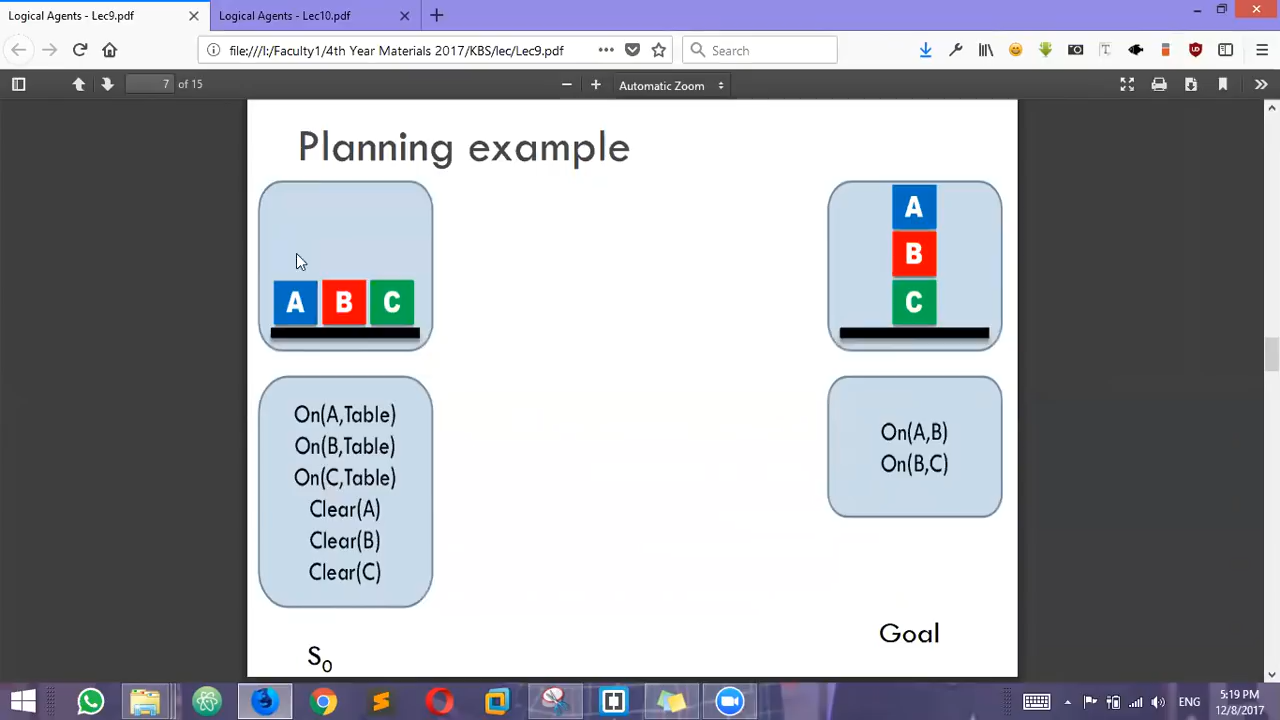 Logical Agents - Lec9.pdf
Logical Agents - Lec10.pdf
file:///I:/Faculty1/4th Year Materials 2017/KBS/lec/Lec9.pdf
Search
7 of 15
Automatic Zoom
Planning example
A
B
C
A B C
On(A,Table)
On(B,Table)
On(C,Table)
Clear(A)
Clear(B)
Clear(C)
On(A,B)
On(B,C)
Goal
S0
ENG
5:19 PM
12/8/2017